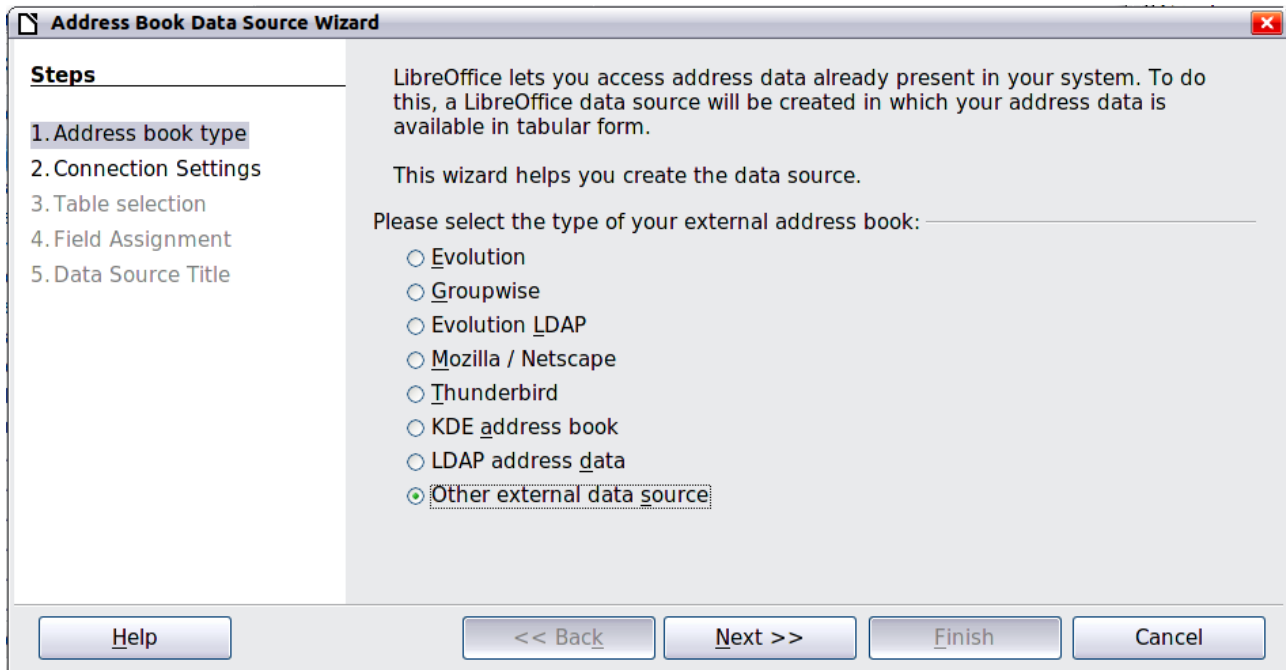 Address Book Data Source Wizard
Steps
1. Address book type
2. Connection Settings
3. Table selection
4. Field Assignment
5. Data Source Title
LibreOffice lets you access address data already present in your system. To do
this, a LibreOffice data source will be created in which your address data is
available in tabular form.
This wizard helps you create the data source.
Please select the type of your external address book:
Evolution
Groupwise
Evolution LDAP
Mozilla / Netscape
Thunderbird
KDE address book
LDAP address data
Other external data source
Help
<< Back
Next >>
Finish
Cancel